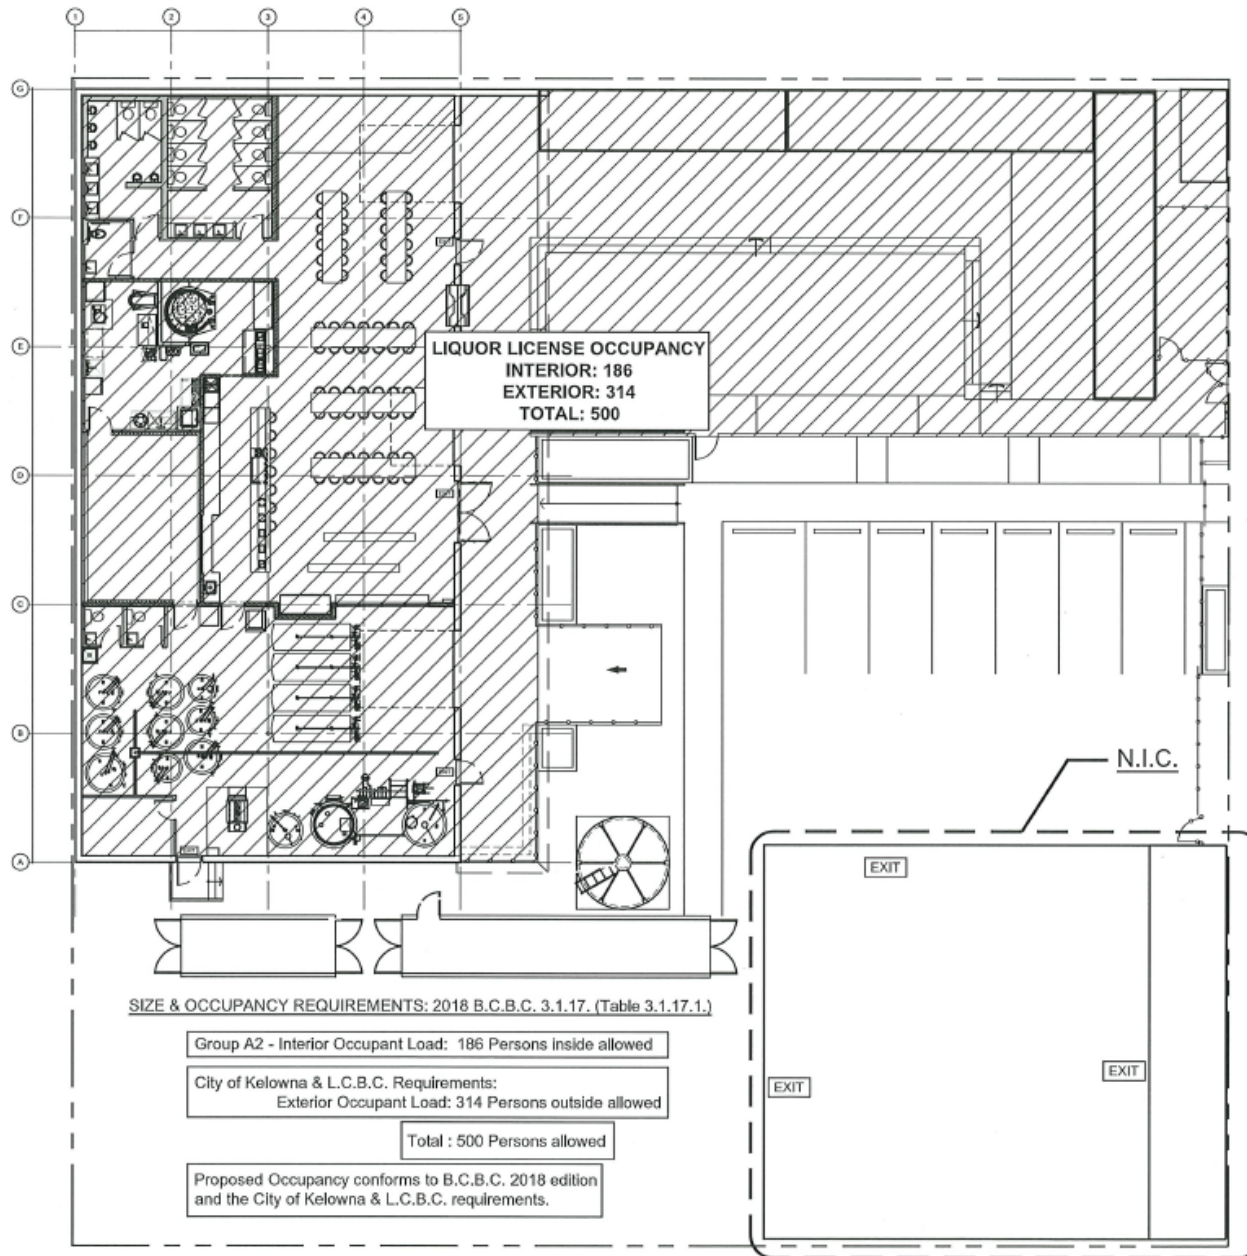 1 2 3 4 5
G
F
E
D
C
B
A
LIQUOR LICENSE OCCUPANCY
INTERIOR: 186
EXTERIOR: 314
TOTAL: 500
N.I.C.
EXIT
EXIT
EXIT
SIZE & OCCUPANCY REQUIREMENTS: 2018 B.C.B.C. 3.1.17. (Table 3.1.17.1.)
Group A2 - Interior Occupant Load: 186 Persons inside allowed
City of Kelowna & L.C.B.C. Requirements:
Exterior Occupant Load: 314 Persons outside allowed
Total : 500 Persons allowed
Proposed Occupancy conforms to B.C.B.C. 2018 edition
and the City of Kelowna & L.C.B.C. requirements.